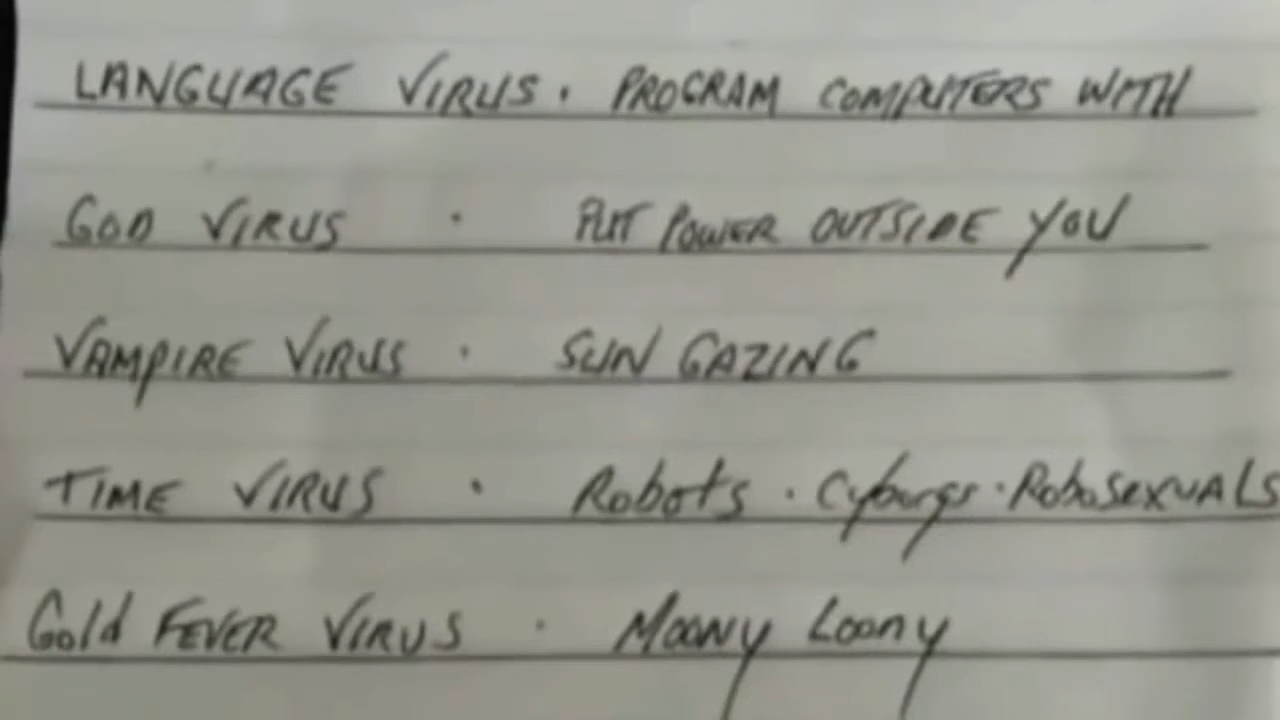 LANGUAGE VIRUS . PROGRAM COMPUTERS WITH
GOD VIRUS . PUT POWER OUTSIDE YOU
VAMPIRE VIRUS . SUN GAZING
TIME VIRUS . Robots . Cyborgs . RoboSEXUALS
Gold FEVER VIRUS . Moony Loony